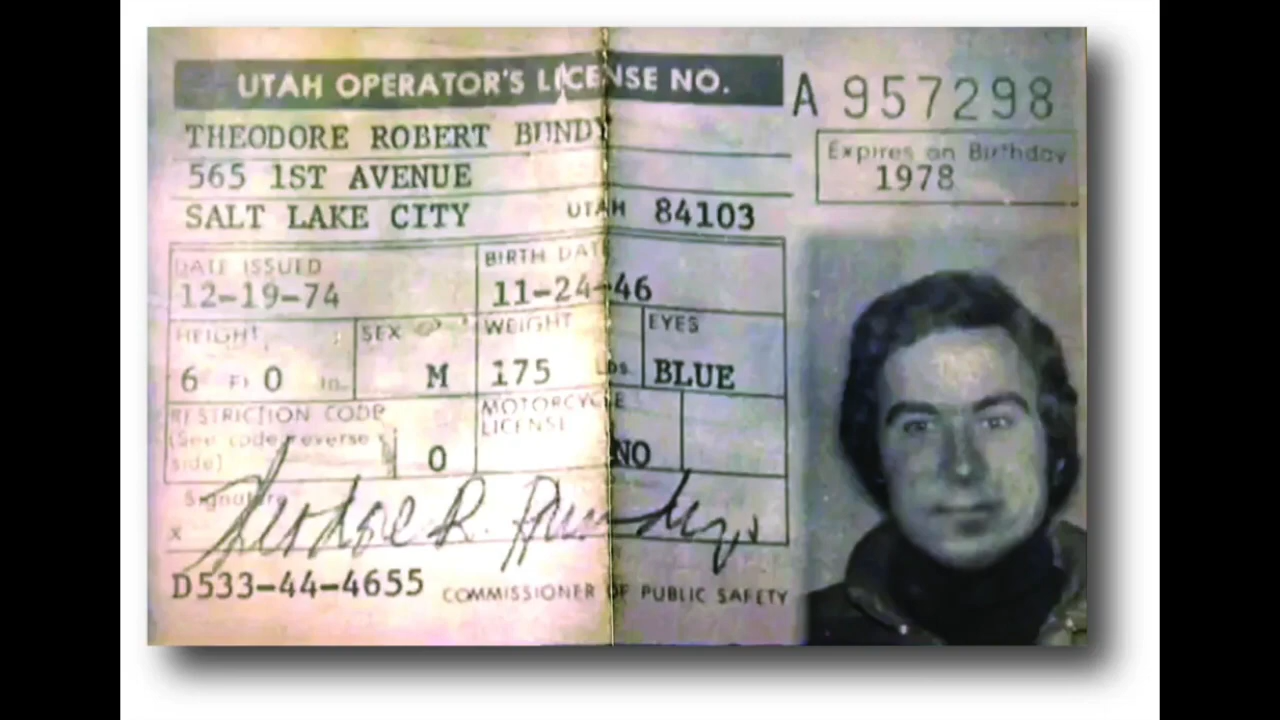 UTAH OPERATOR'S LICENSE NO. A 957298
THEODORE ROBERT BUNDY
Expires on Birthday
1978
565 1ST AVENUE
SALT LAKE CITY UTAH 84103
DATE ISSUED BIRTH DATE
12-19-74 11-24-46
HEIGHT SEX WEIGHT EYES
6 Ft 0 In. M 175 Lbs. BLUE
RESTRICTION CODE MOTORCYCLE
(See code reverse LICENSE
side) 0 NO
Signature
x Theodore R. Bundy
D533-44-4655 COMMISSIONER OF PUBLIC SAFETY